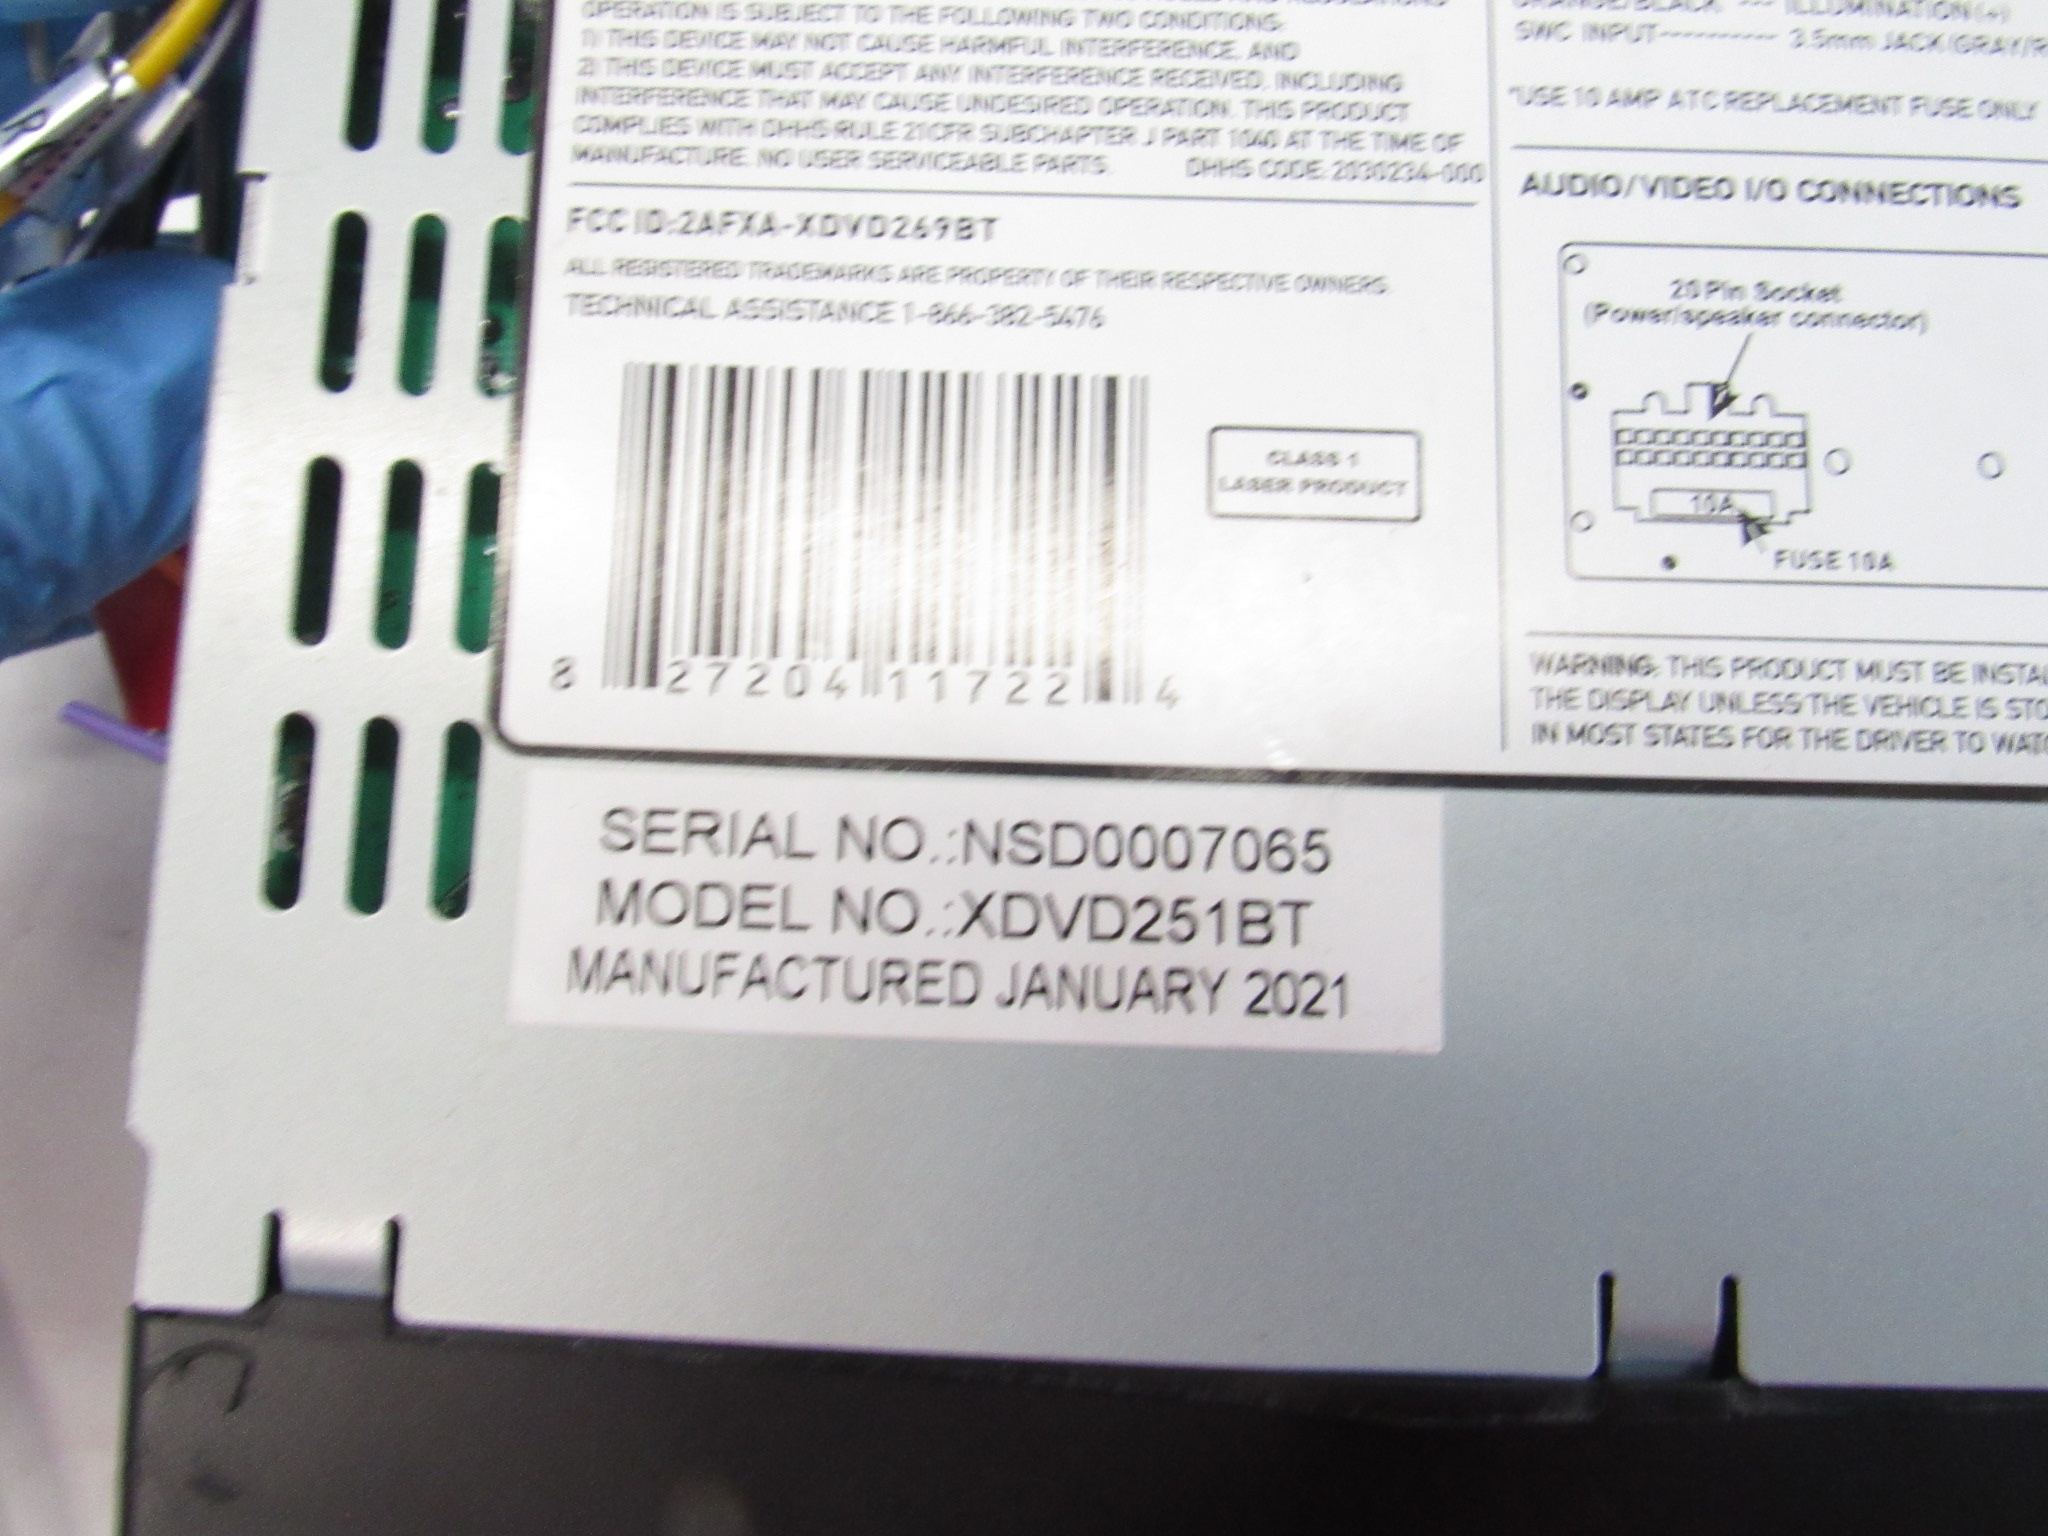 OPERATION IS SUBJECT TO THE FOLLOWING TWO CONDITIONS:
1) THIS DEVICE MAY NOT CAUSE HARMFUL INTERFERENCE, AND
2) THIS DEVICE MUST ACCEPT ANY INTERFERENCE RECEIVED, INCLUDING
INTERFERENCE THAT MAY CAUSE UNDESIRED OPERATION. THIS PRODUCT
COMPLIES WITH DHHS RULE 21CFR SUBCHAPTER J PART 1040 AT THE TIME OF
MANUFACTURE. NO USER SERVICEABLE PARTS. DHHS CODE: 2030234-000
FCC ID:2AFXA-XDVD269BT
ALL REGISTERED TRADEMARKS ARE PROPERTY OF THEIR RESPECTIVE OWNERS.
TECHNICAL ASSISTANCE 1-866-382-5476
8 27204 11722 4
CLASS 1
LASER PRODUCT
ORANGE/BLACK --- ILLUMINATION (+)
SWC INPUT---------- 3.5mm JACK (GRAY/R
*USE 10 AMP ATC REPLACEMENT FUSE ONLY
AUDIO/VIDEO I/O CONNECTIONS
20 Pin Socket
(Power/speaker connector)
10A
FUSE 10A
WARNING: THIS PRODUCT MUST BE INSTAL
THE DISPLAY UNLESS THE VEHICLE IS STO
IN MOST STATES FOR THE DRIVER TO WATC
SERIAL NO.:NSD0007065
MODEL NO.:XDVD251BT
MANUFACTURED JANUARY 2021